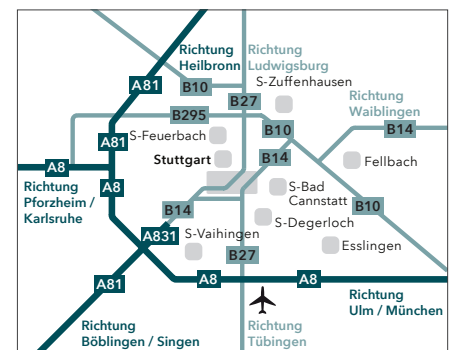 Richtung
Heilbronn
Richtung
Ludwigsburg
A81
B10
S-Zuffenhausen
B27
Richtung
Waiblingen
B295
B10
B14
A81
S-Feuerbach
Stuttgart
B14
Fellbach
A8
A8
Richtung
Pforzheim /
Karlsruhe
S-Bad
Cannstatt
B10
B14
S-Degerloch
A831
S-Vaihingen
Esslingen
B27
A81
A8
A8
Richtung
Ulm / München
Richtung
Böblingen / Singen
Richtung
Tübingen